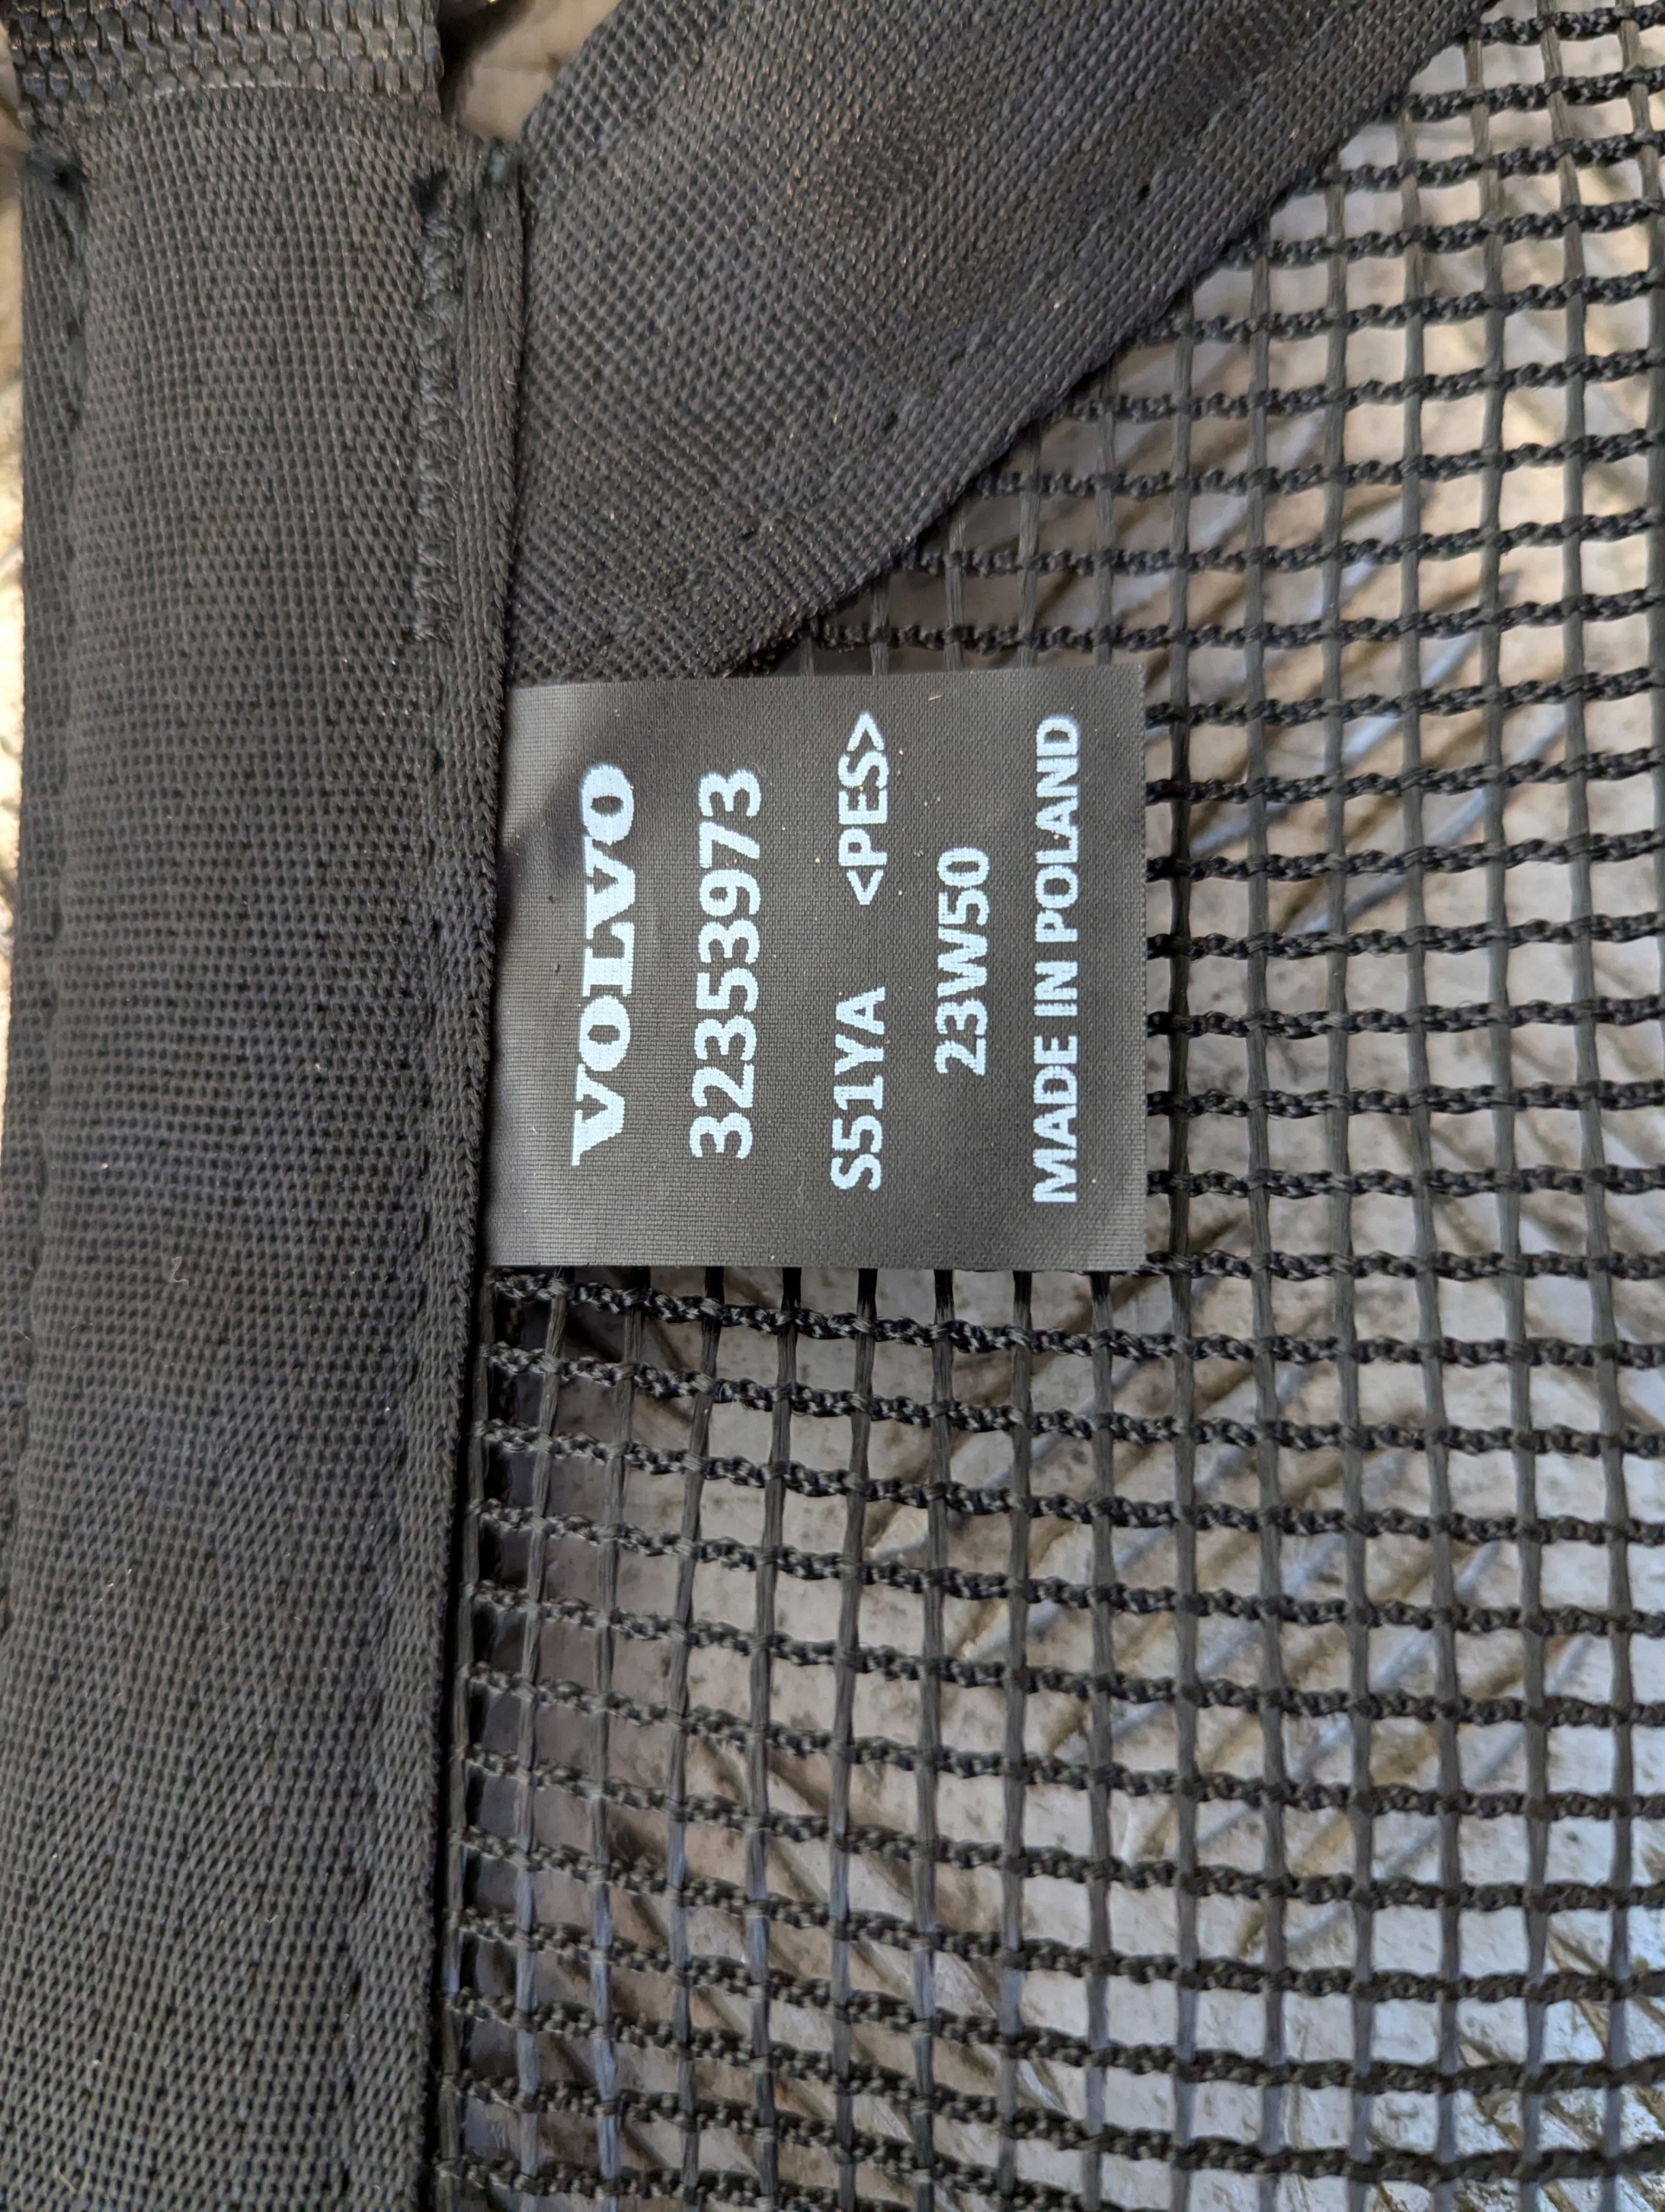 VOLVO
32353973
S51YA <PES>
23W50
MADE IN POLAND